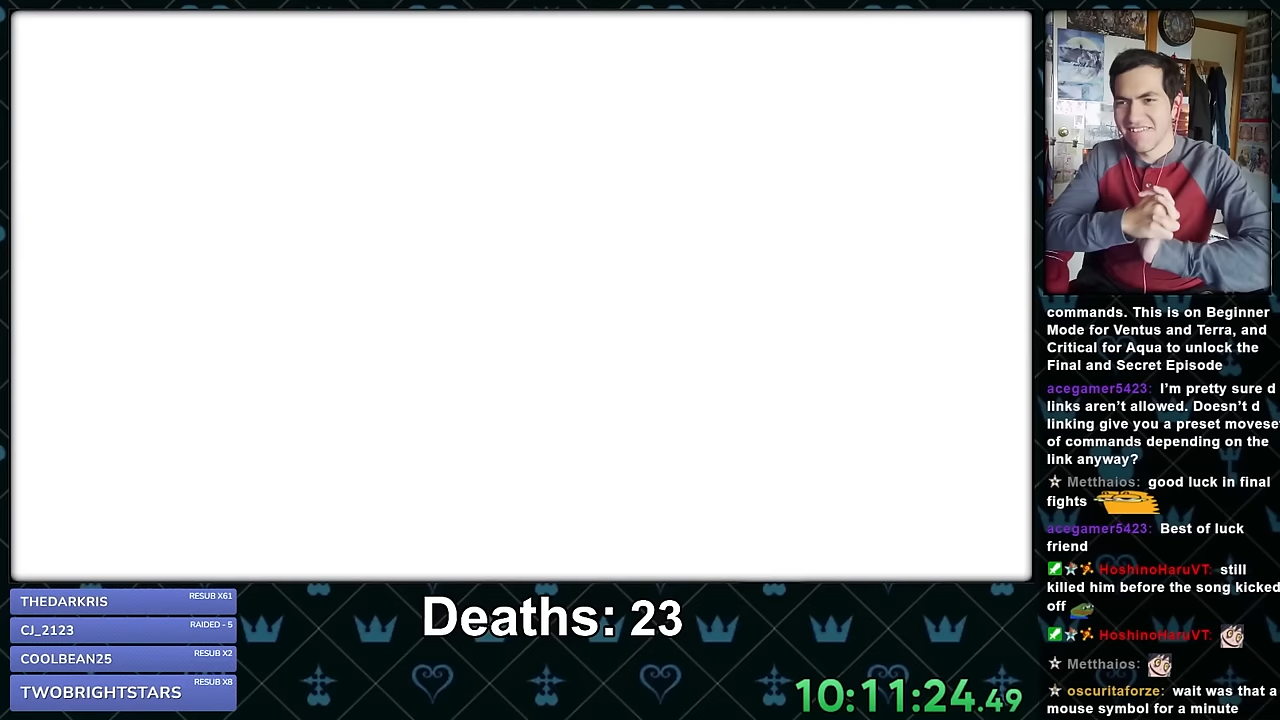 commands. This is on Beginner
Mode for Ventus and Terra, and
Critical for Aqua to unlock the
Final and Secret Episode
acegamer5423: I'm pretty sure d
links aren't allowed. Doesn't d
linking give you a preset movese
of commands depending on the
link anyway?
Metthaios: good luck in final
fights
acegamer5423: Best of luck
friend
HoshinoHaruVT: still
killed him before the song kicked
off
HoshinoHaruVT:
Metthaios:
oscuritaforze: wait was that a
mouse symbol for a minute
THEDARKRIS RESUB X61
CJ_2123 RAIDED - 5
COOLBEAN25 RESUB X2
TWOBRIGHTSTARS RESUB X8
Deaths: 23
10:11:24.49